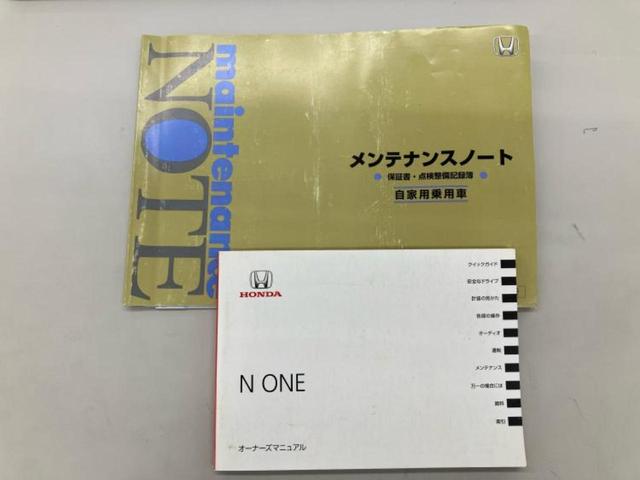 maintenance
NOTE
メンテナンスノート
保証書・点検整備記録簿
自家用乗用車
HONDA
N ONE
オーナーズマニュアル
クイックガイド
安全なドライブ
計器の見かた
各部の操作
オーディオ
運転
メンテナンス
万一の場合には
資料
索引